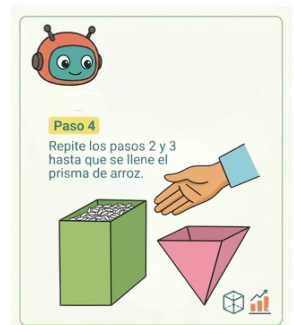 Paso 4
Repite los pasos 2 y 3
hasta que se llene el
prisma de arroz.